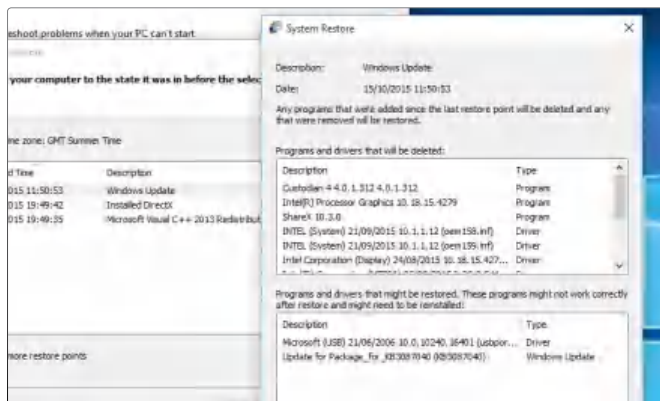 eshoot problems when your PC can't start
your computer to the state it was in before the selec
me zone: GMT Summer Time
d Time Description
015 11:50:53 Windows Update
015 19:49:42 Installed DirectX
015 19:49:35 Microsoft Visual C++ 2013 Redistribut
more restore points
System Restore
Description: Windows Update
Date: 15/10/2015 11:50:53
Any programs that were added since the last restore point will be deleted and any
that were removed will be restored.
Programs and drivers that will be deleted:
Description Type
Custodian 4 4.0.1.312 4.0.1.312 Program
Intel(R) Processor Graphics 10.18.15.4279 Program
ShareX 10.3.0 Program
INTEL (System) 21/09/2015 10.1.1.12 (oem158.inf) Driver
INTEL (System) 21/09/2015 10.1.1.12 (oem159.inf) Driver
Intel Corporation (Display) 24/08/2015 10.18.15.427... Driver
Programs and drivers that might be restored. These programs might not work correctly
after restore and might need to be reinstalled:
Description Type
Microsoft (USB) 21/06/2006 10.0.10240.16401 (usbpor... Driver
Update for Package_for_KB3087040 (KB3087040) Windows Update